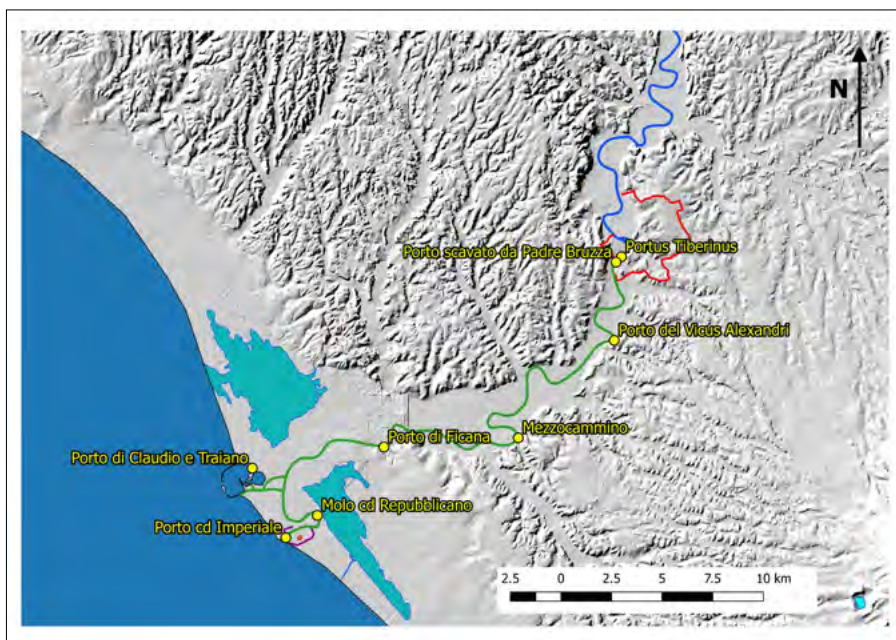 N
Porto scavato da Padre Bruzza
Portus Tiberinus
Porto del Vicus Alexandri
Mezzocammino
Porto di Ficana
Porto di Claudio e Traiano
Molo cd Repubblicano
Porto cd Imperiale
2.5 0 2.5 5 7.5 10 km